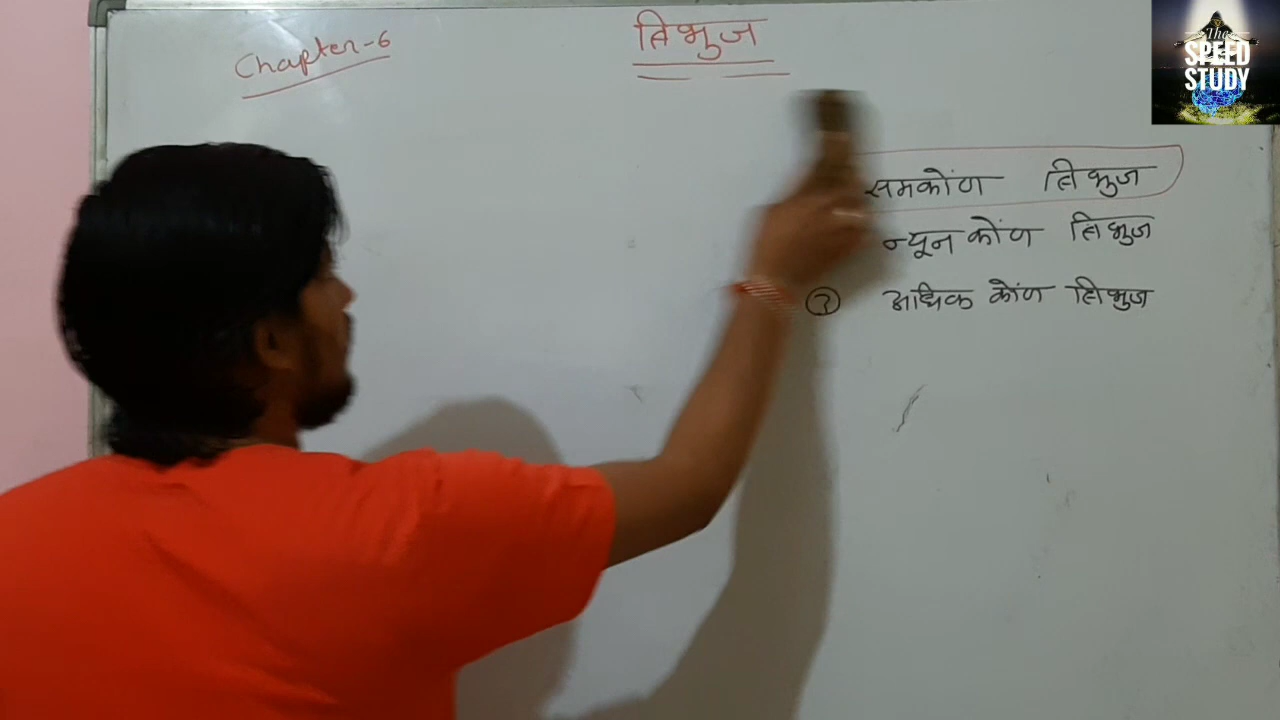 Chapter-6
त्रिभुज
समकोंण त्रिभुज
न्यून कोंण त्रिभुज
③ अधिक कोंण त्रिभुज
The
SPEED
STUDY